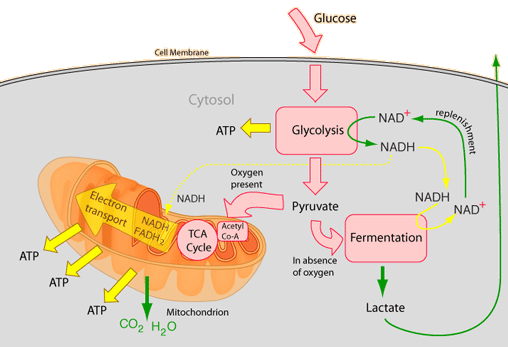 Glucose
Cell Membrane
Cytosol
ATP
Glycolysis
NAD+
NADH
replenishment
Oxygen
present
NADH
Pyruvate
NADH
NAD+
Electron
transport
NADH
FADH2
TCA
Cycle
Acetyl
Co-A
Fermentation
In absence
of oxygen
ATP
ATP
ATP
Mitochondrion
CO2 H2O
Lactate